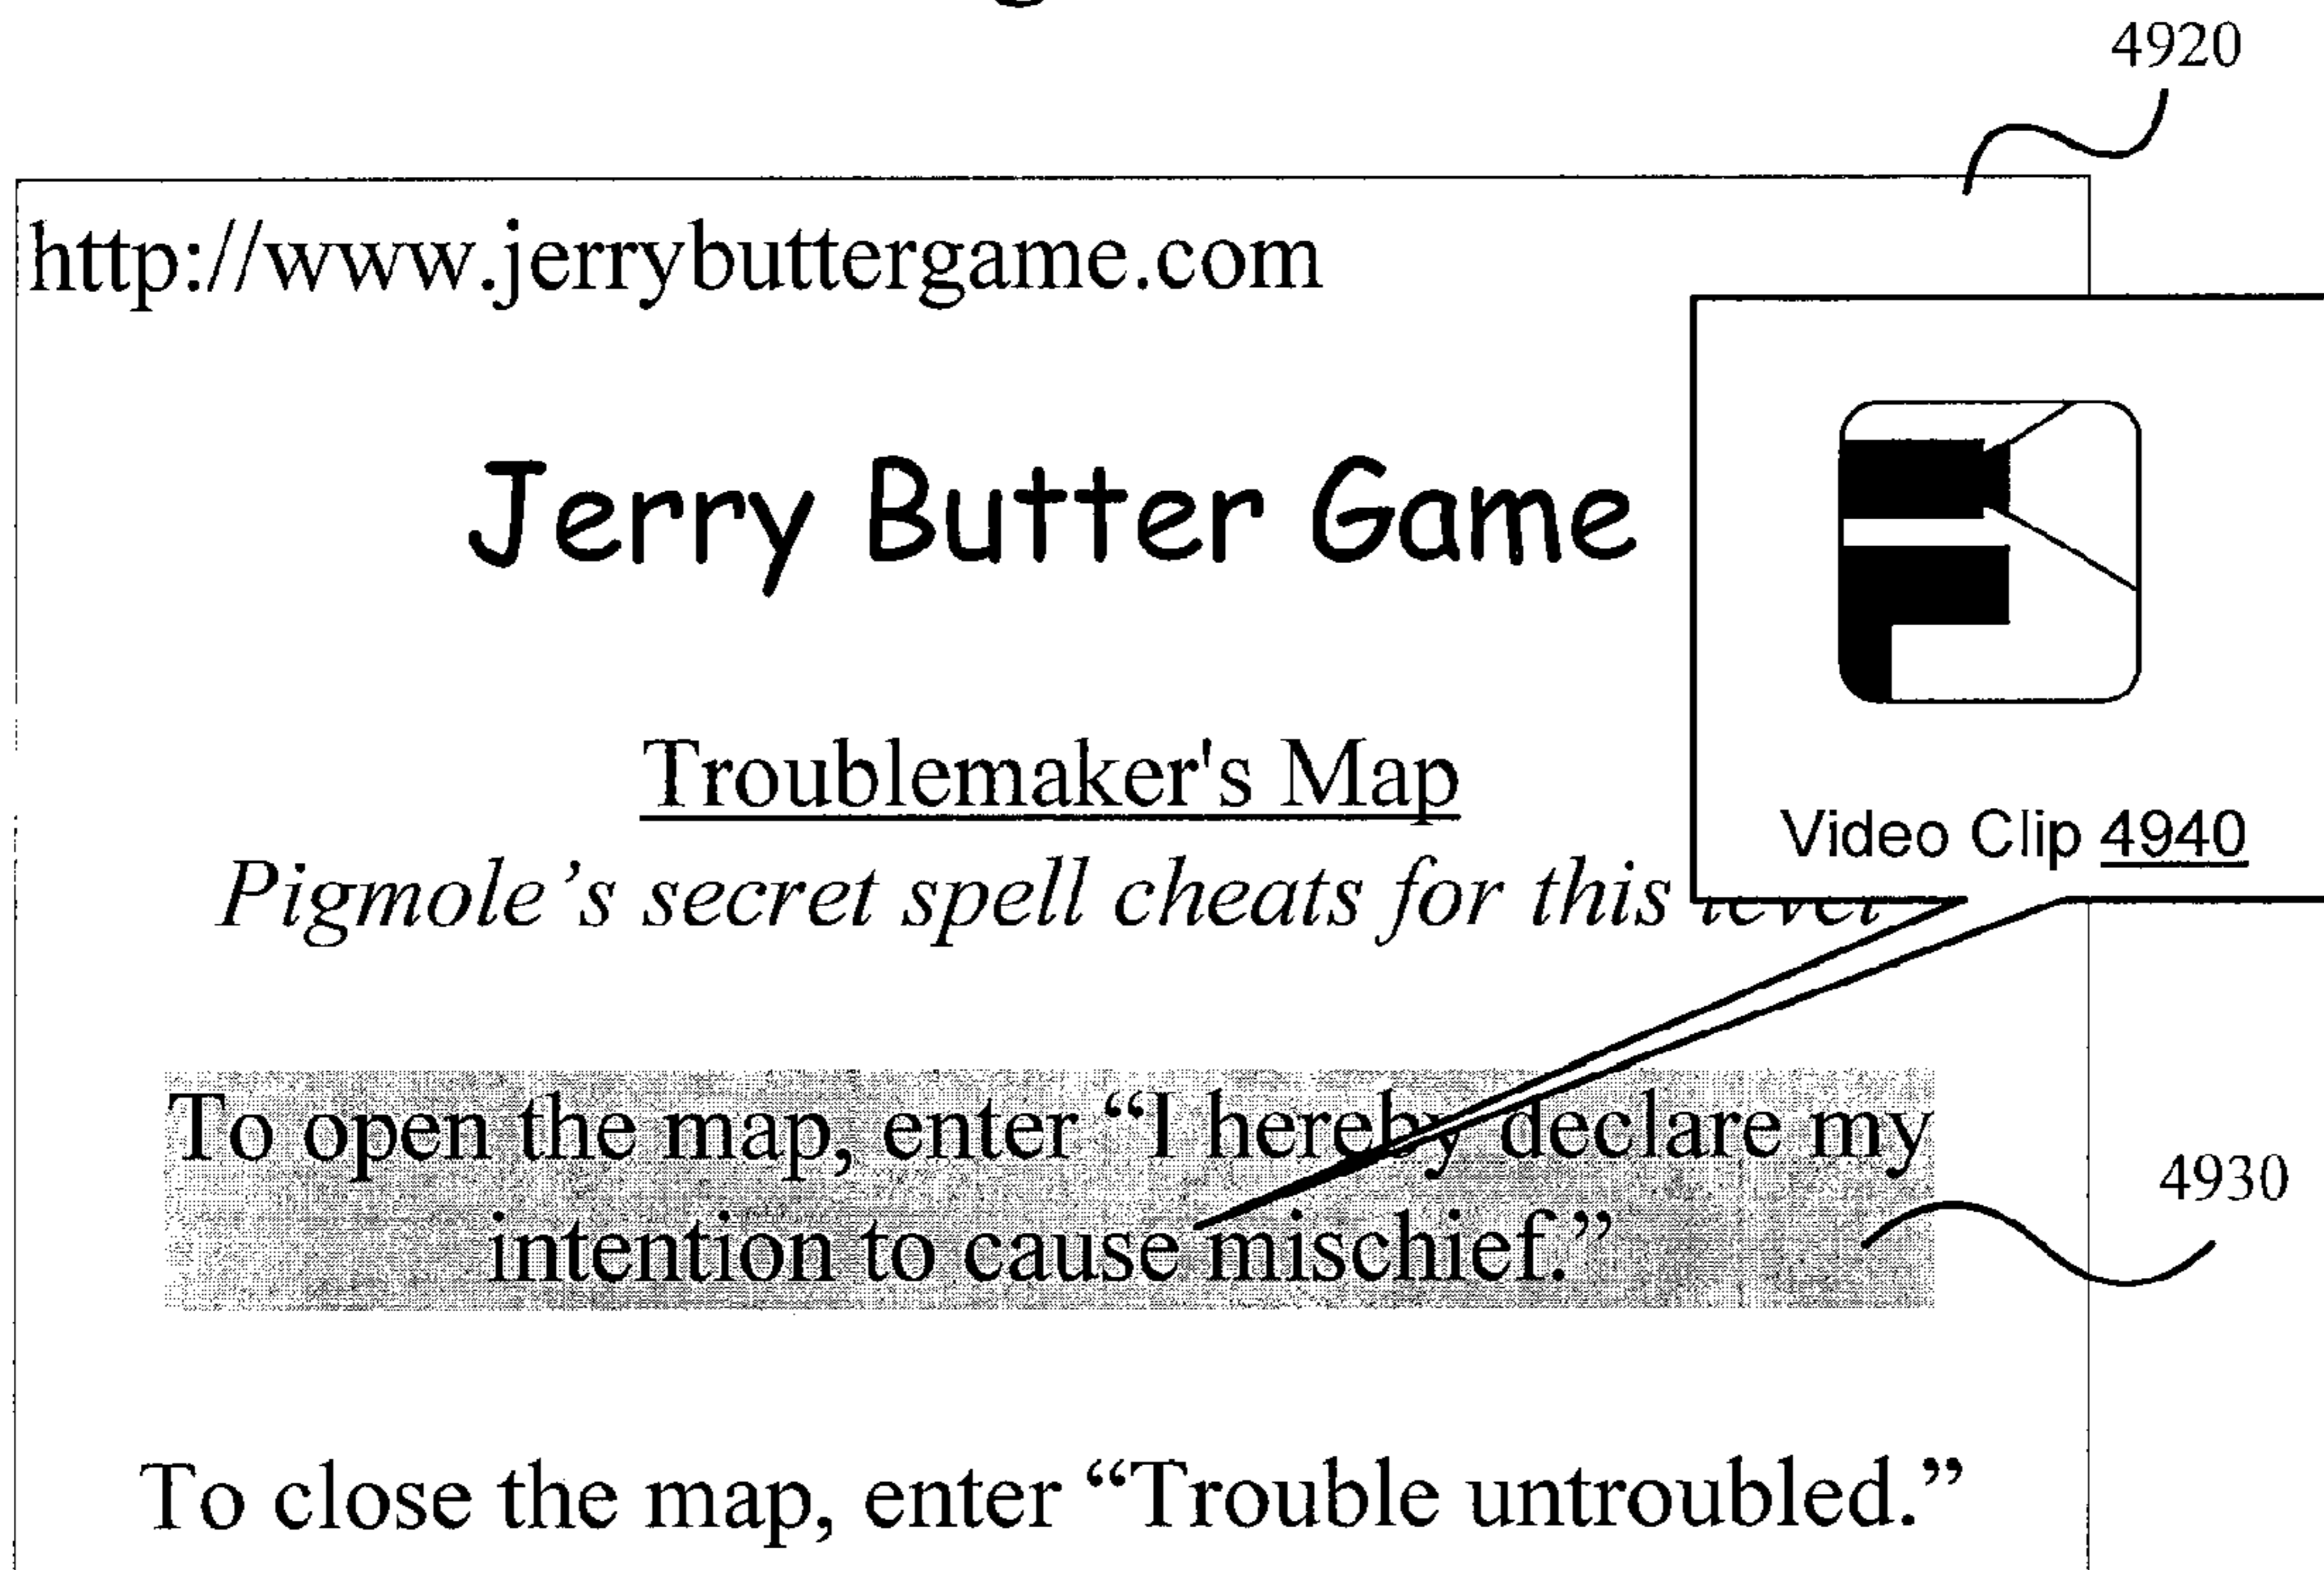 4920
http://www.jerrybuttergame.com
Jerry Butter Game
Troublemaker's Map
Video Clip 4940
Pigmole’s secret spell cheats for this level
To open the map, enter “I hereby declare my
4930
intention to cause mischief.”
To close the map, enter “Trouble untroubled.”